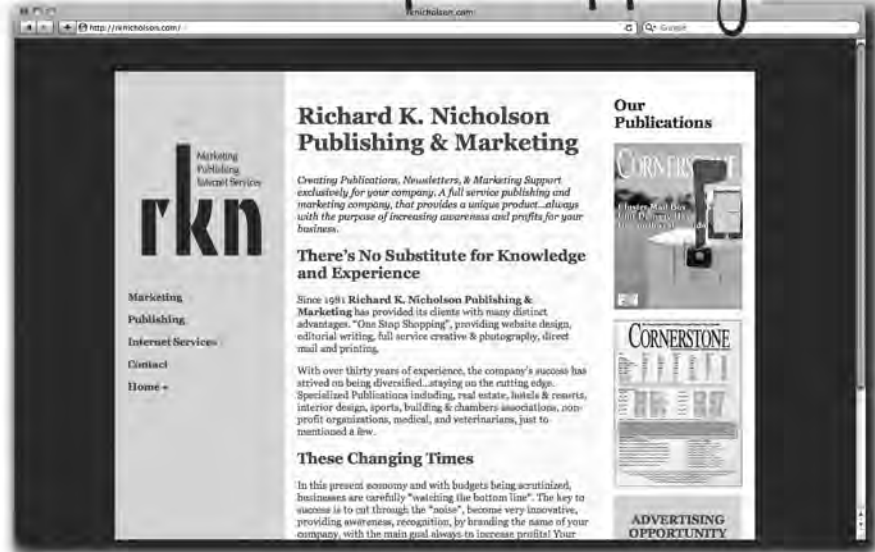 rknicholson.com/
http://rknicholson.com/
Google
Marketing
Publishing
Internet Services
rkn
Marketing
Publishing
Internet Services
Contact
Home
Richard K. Nicholson
Publishing & Marketing
Creating Publications, Newsletters, & Marketing Support
exclusively for your company. A full service publishing and
marketing company, that provides a unique product...always
with the purpose of increasing awareness and profits for your
business.
There's No Substitute for Knowledge
and Experience
Since 1981 Richard K. Nicholson Publishing &
Marketing has provided its clients with many distinct
advantages. "One Stop Shopping", providing website design,
editorial writing, full service creative & photography, direct
mail and printing.
With over thirty years of experience, the company's success has
strived on being diversified...staying on the cutting edge.
Specialized Publications including, real estate, hotels & resorts,
interior design, sports, building & chambers associations, non-
profit organizations, medical, and veterinarians, just to
mentioned a few.
These Changing Times
In this present economy and with budgets being scrutinized,
businesses are carefully "watching the bottom line". The key to
success is to cut through the "noise", become very innovative,
providing awareness, recognition, by branding the name of your
company, with the main goal always to increase profits! Your
Our
Publications
CORNERSTONE
Cluster Mail Box
CORNERSTONE
ADVERTISING
OPPORTUNITY